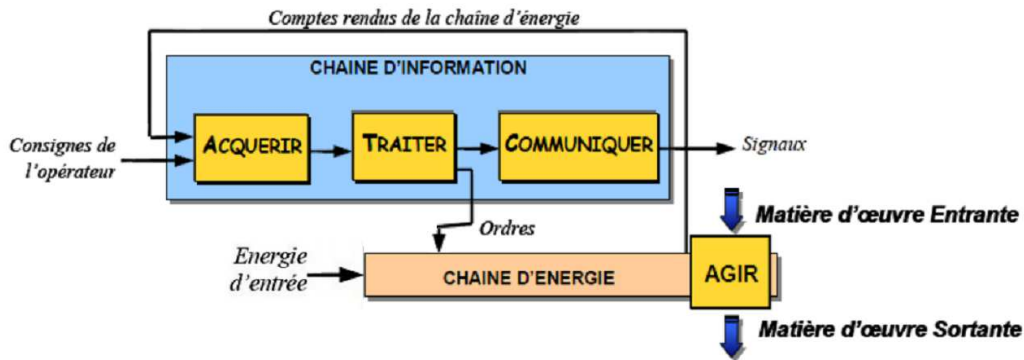 Comptes rendus de la chaîne d'énergie
CHAINE D'INFORMATION
Consignes de
l'opérateur
ACQUERIR
TRAITER
COMMUNIQUER
Signaux
Ordres
Matière d'œuvre Entrante
Energie
d'entrée
CHAINE D'ENERGIE
AGIR
Matière d'œuvre Sortante